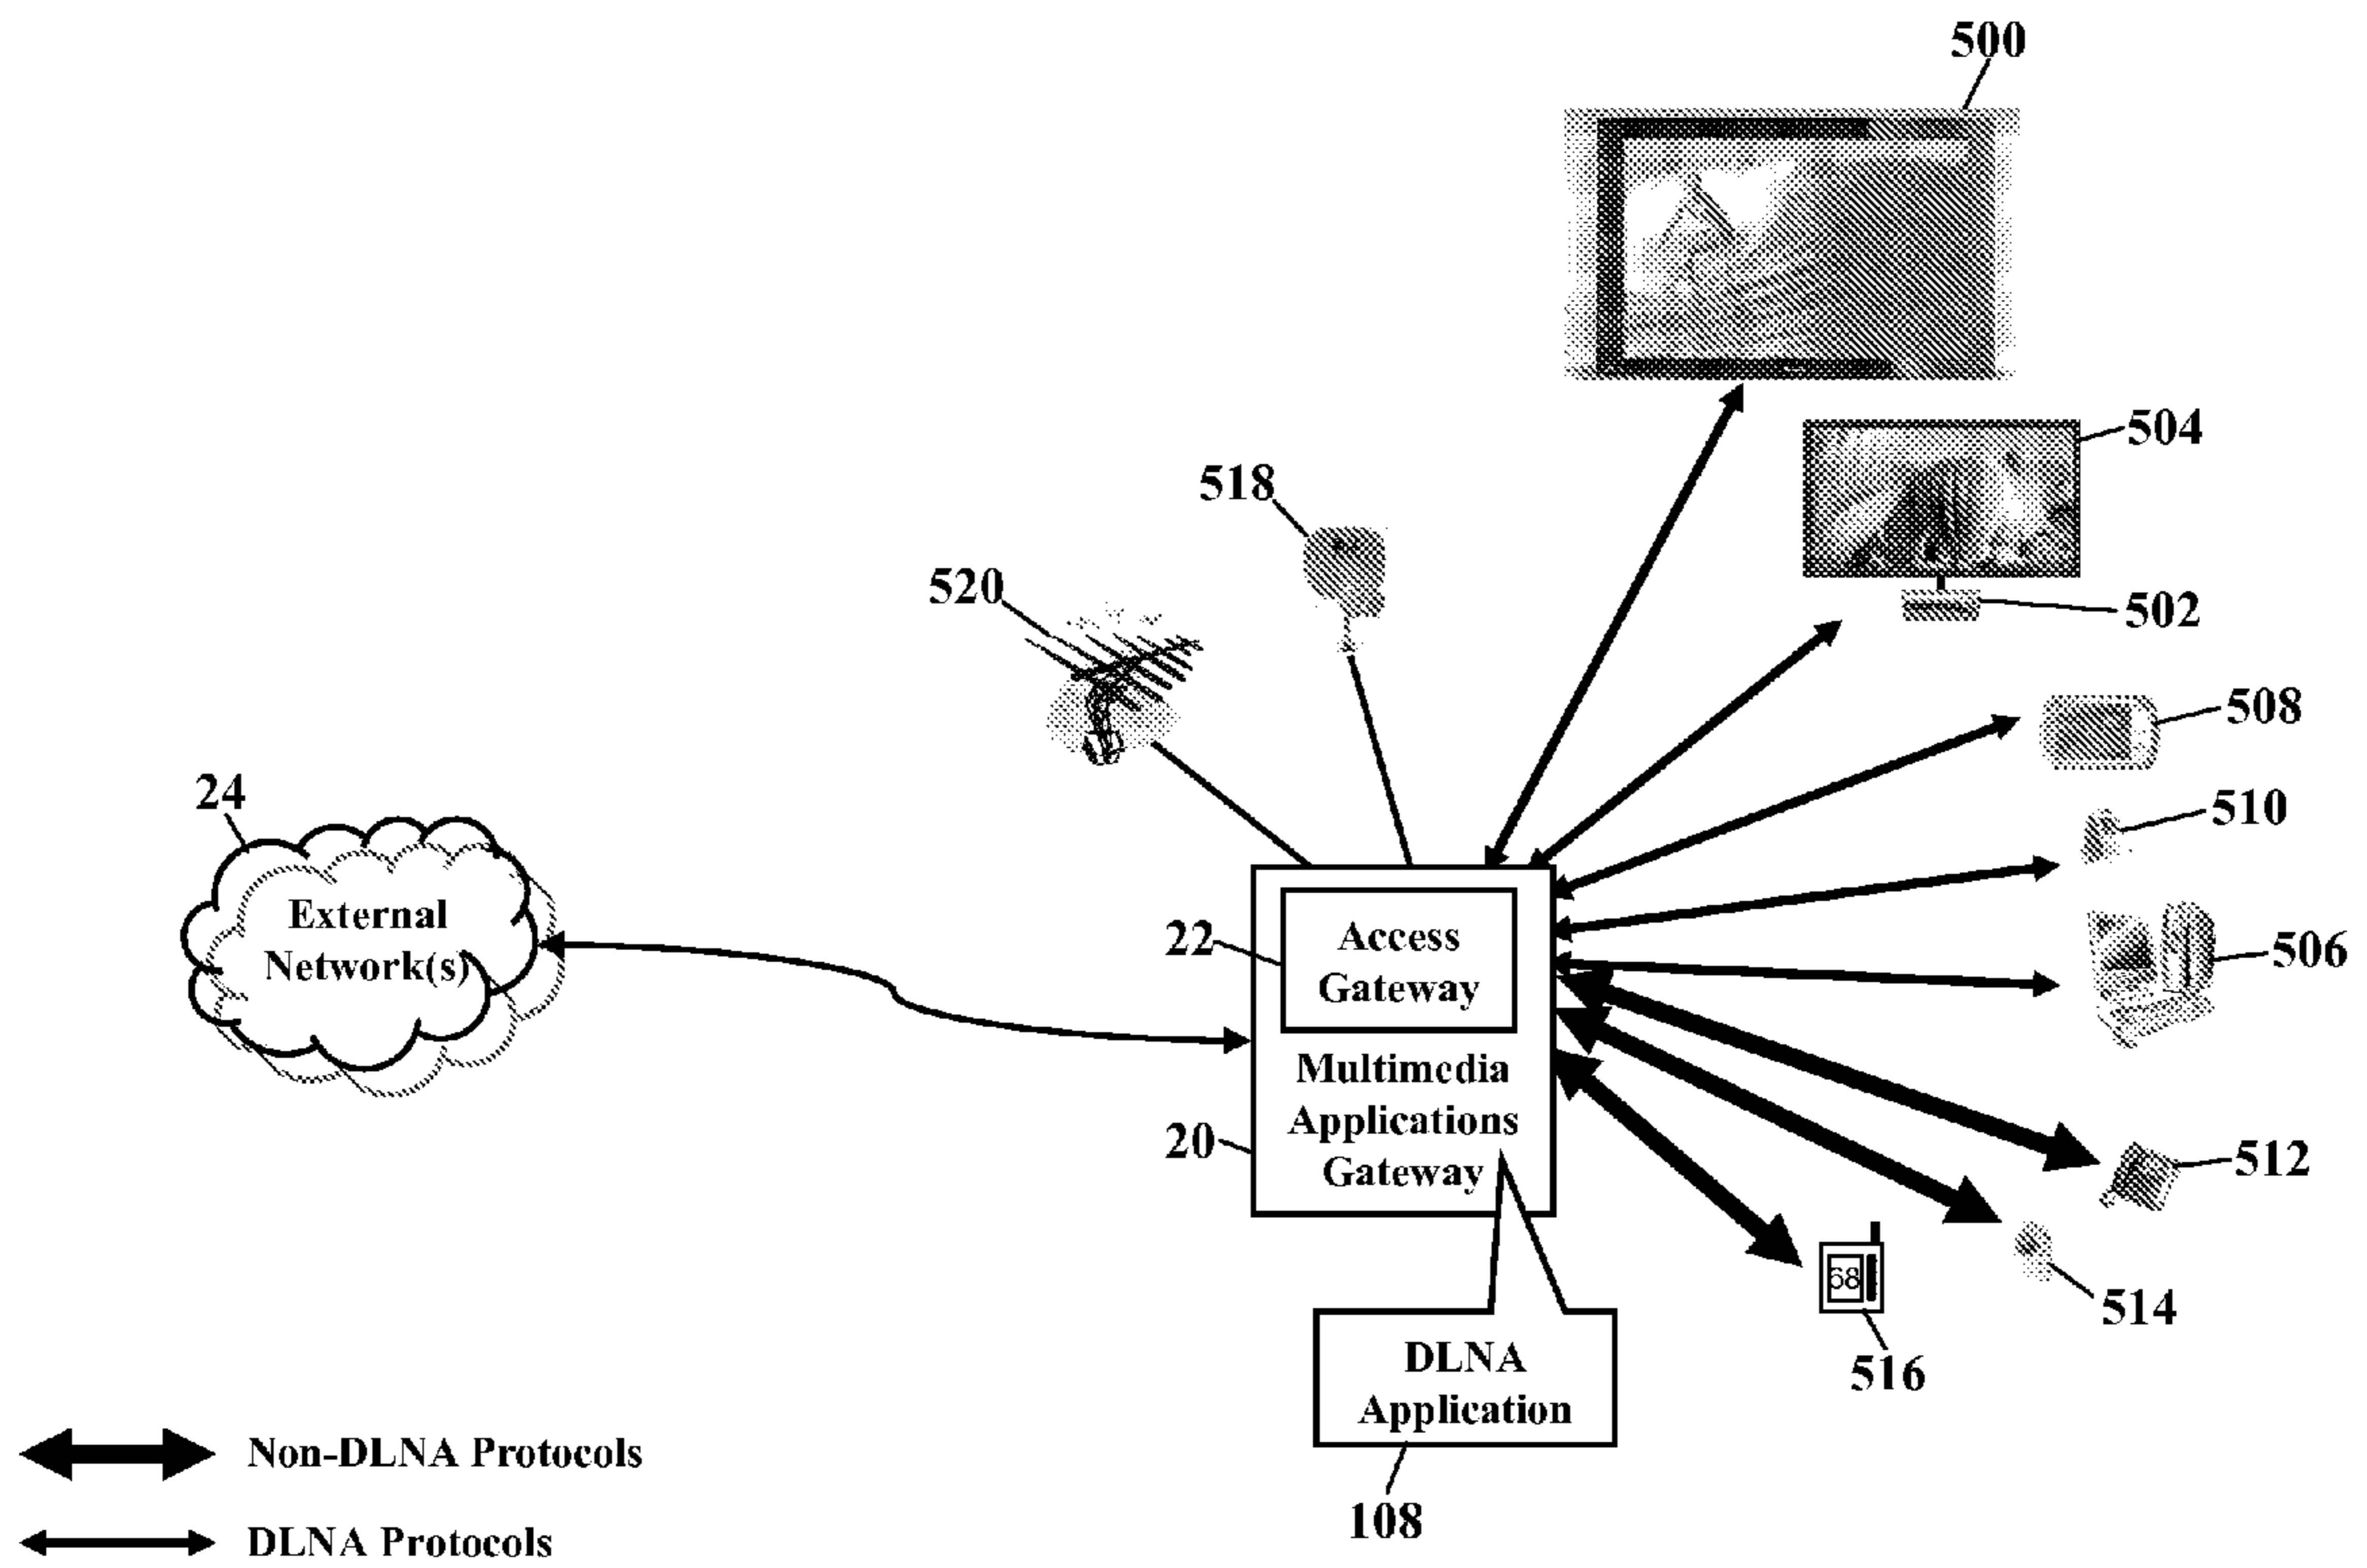 500
504
518
520
502
508
24
510
External
Network(s)
22
Access
Gateway
506
Multimedia
Applications
Gateway
20
512
68
514
516
DLNA
Application
108
Non-DLNA Protocols
DLNA Protocols